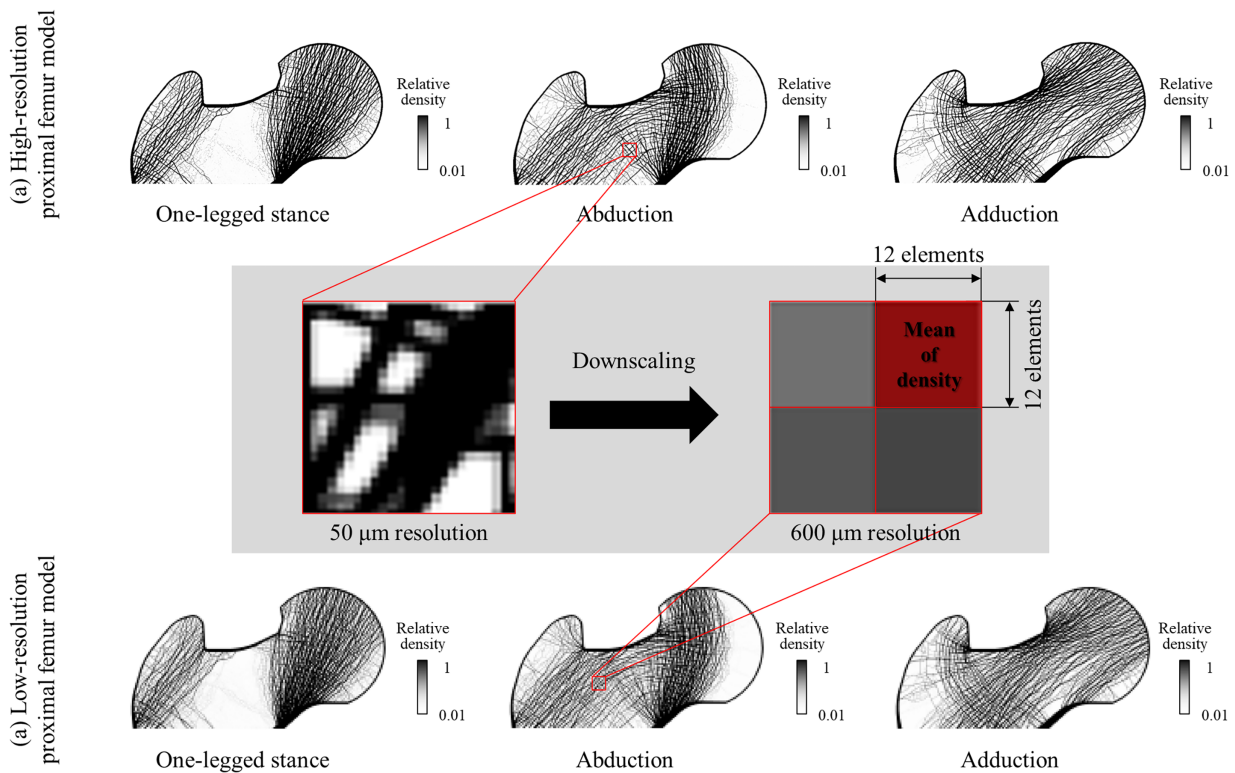 (a) High-resolution
proximal femur model
Relative
density
1
0.01
Relative
density
1
0.01
Relative
density
1
0.01
One-legged stance
Abduction
Adduction
12 elements
12 elements
Mean
of
density
Downscaling
50 μm resolution
600 μm resolution
(a) Low-resolution
proximal femur model
Relative
density
1
0.01
Relative
density
1
0.01
Relative
density
1
0.01
One-legged stance
Abduction
Adduction